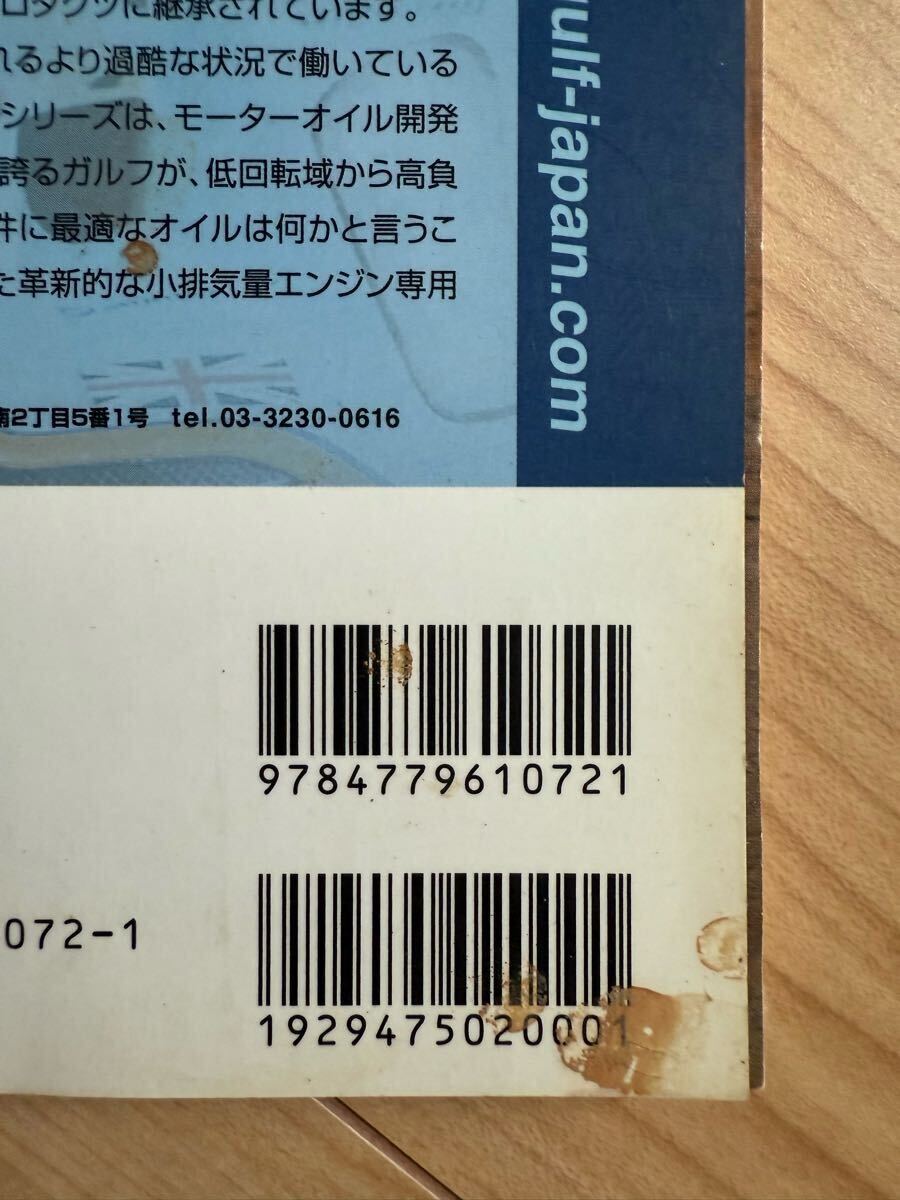 ロダクツに継承されています。
れるより過酷な状況で働いている
シリーズは、モーターオイル開発
誇るガルフが、低回転域から高負
件に最適なオイルは何かと言うこ
た革新的な小排気量エンジン専用
南2丁目5番1号 tel.03-3230-0616
gulf-japan.com
9784779610721
072-1
1929475020001